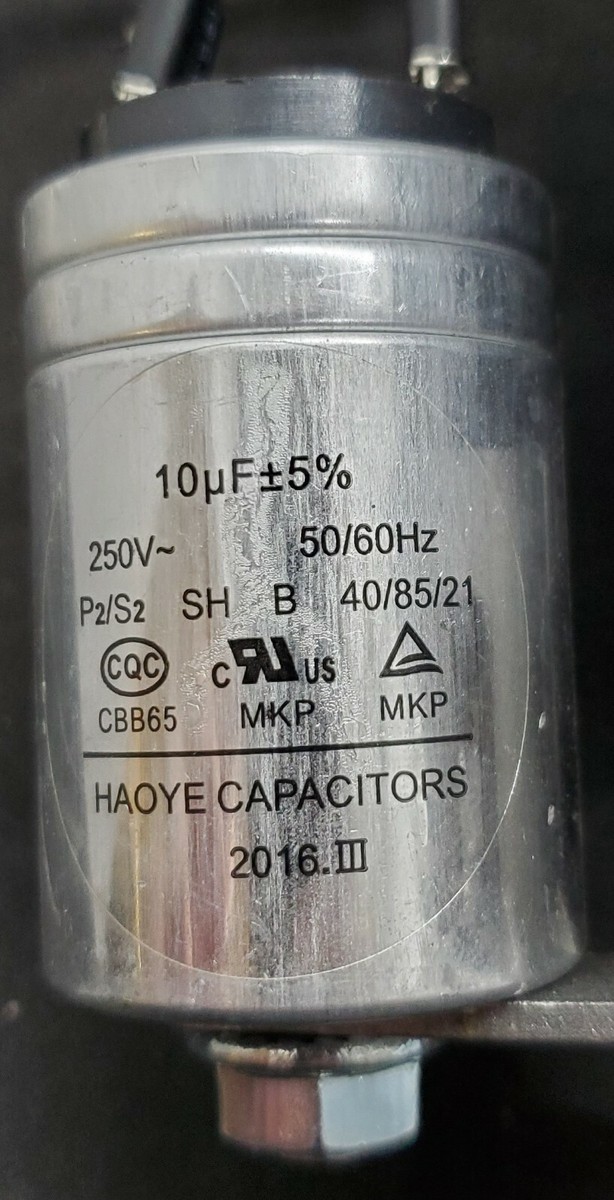 10µF±5%
250V~ 50/60Hz
P2/S2 SH B 40/85/21
CQC C RU US
CBB65 MKP MKP
HAOYE CAPACITORS
2016.III